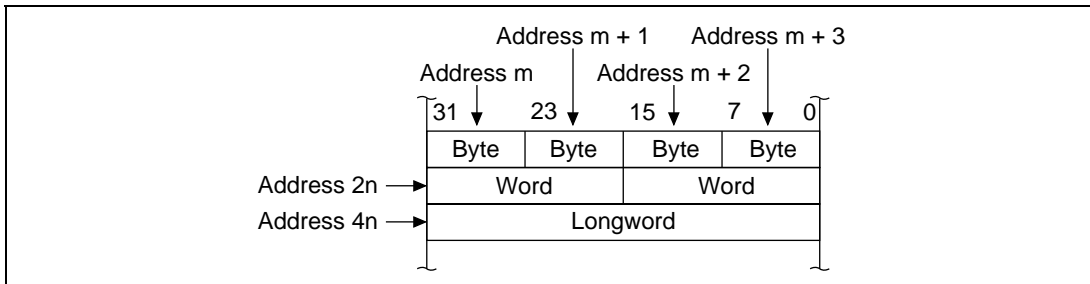 Address m + 1 Address m + 3
Address m Address m + 2
31 23 15 7 0
Byte Byte Byte Byte
Address 2n Word Word
Address 4n Longword